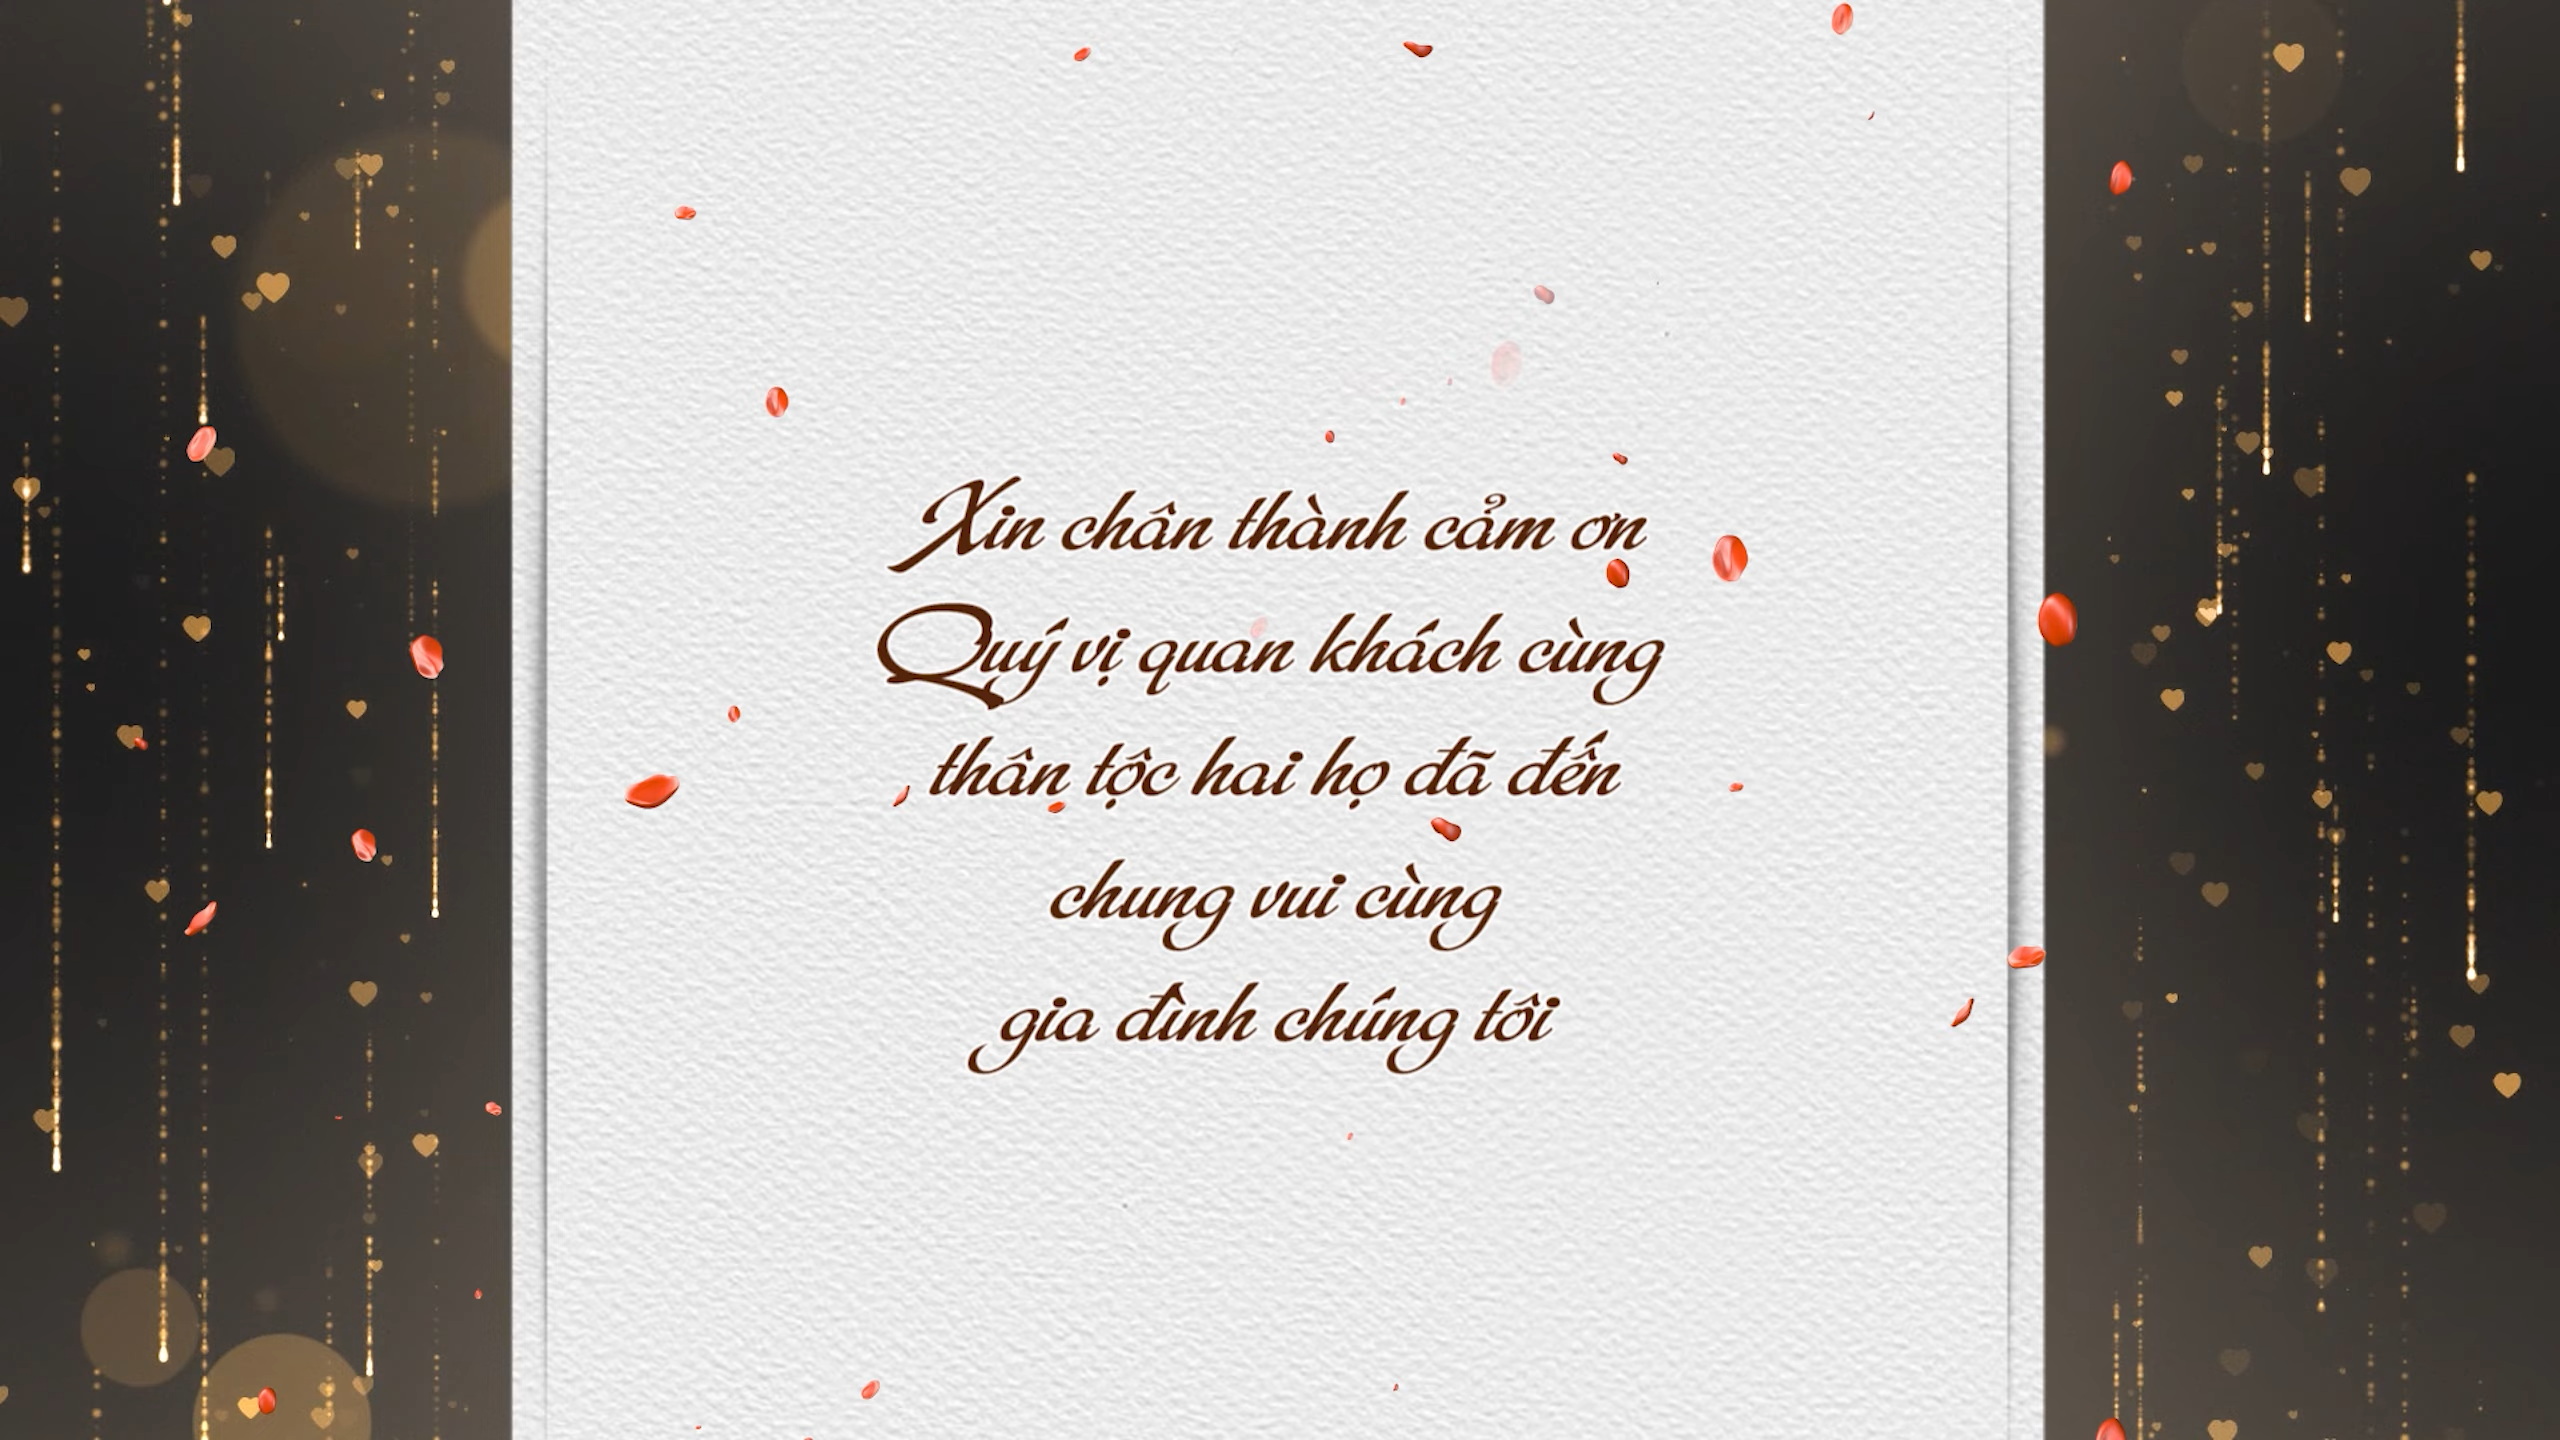 Xin chân thành cảm ơn
Quý vị quan khách cùng
thân tộc hai họ đã đến
chung vui cùng
gia đình chúng tôi